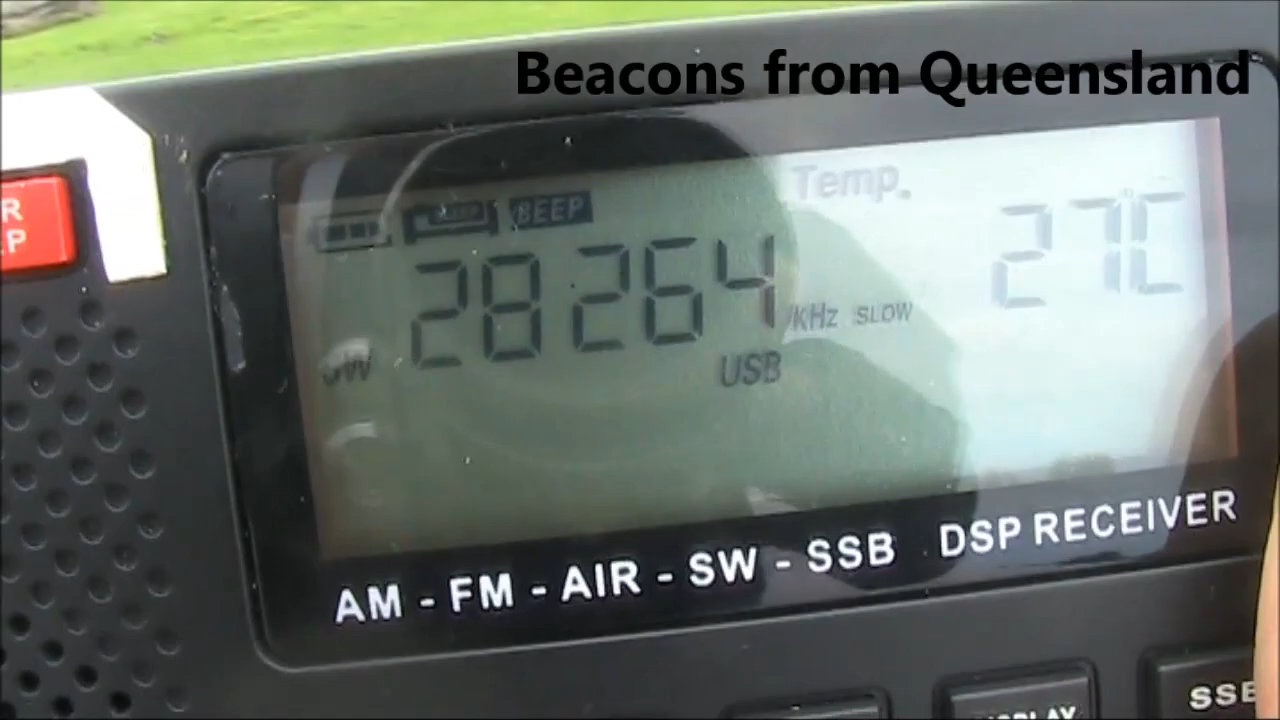 Beacons from Queensland
R
P
BEEP
Temp.
27C
28264 KHz SLOW
SW
USB
AM - FM - AIR - SW - SSB DSP RECEIVER
DISPLAY
SSB